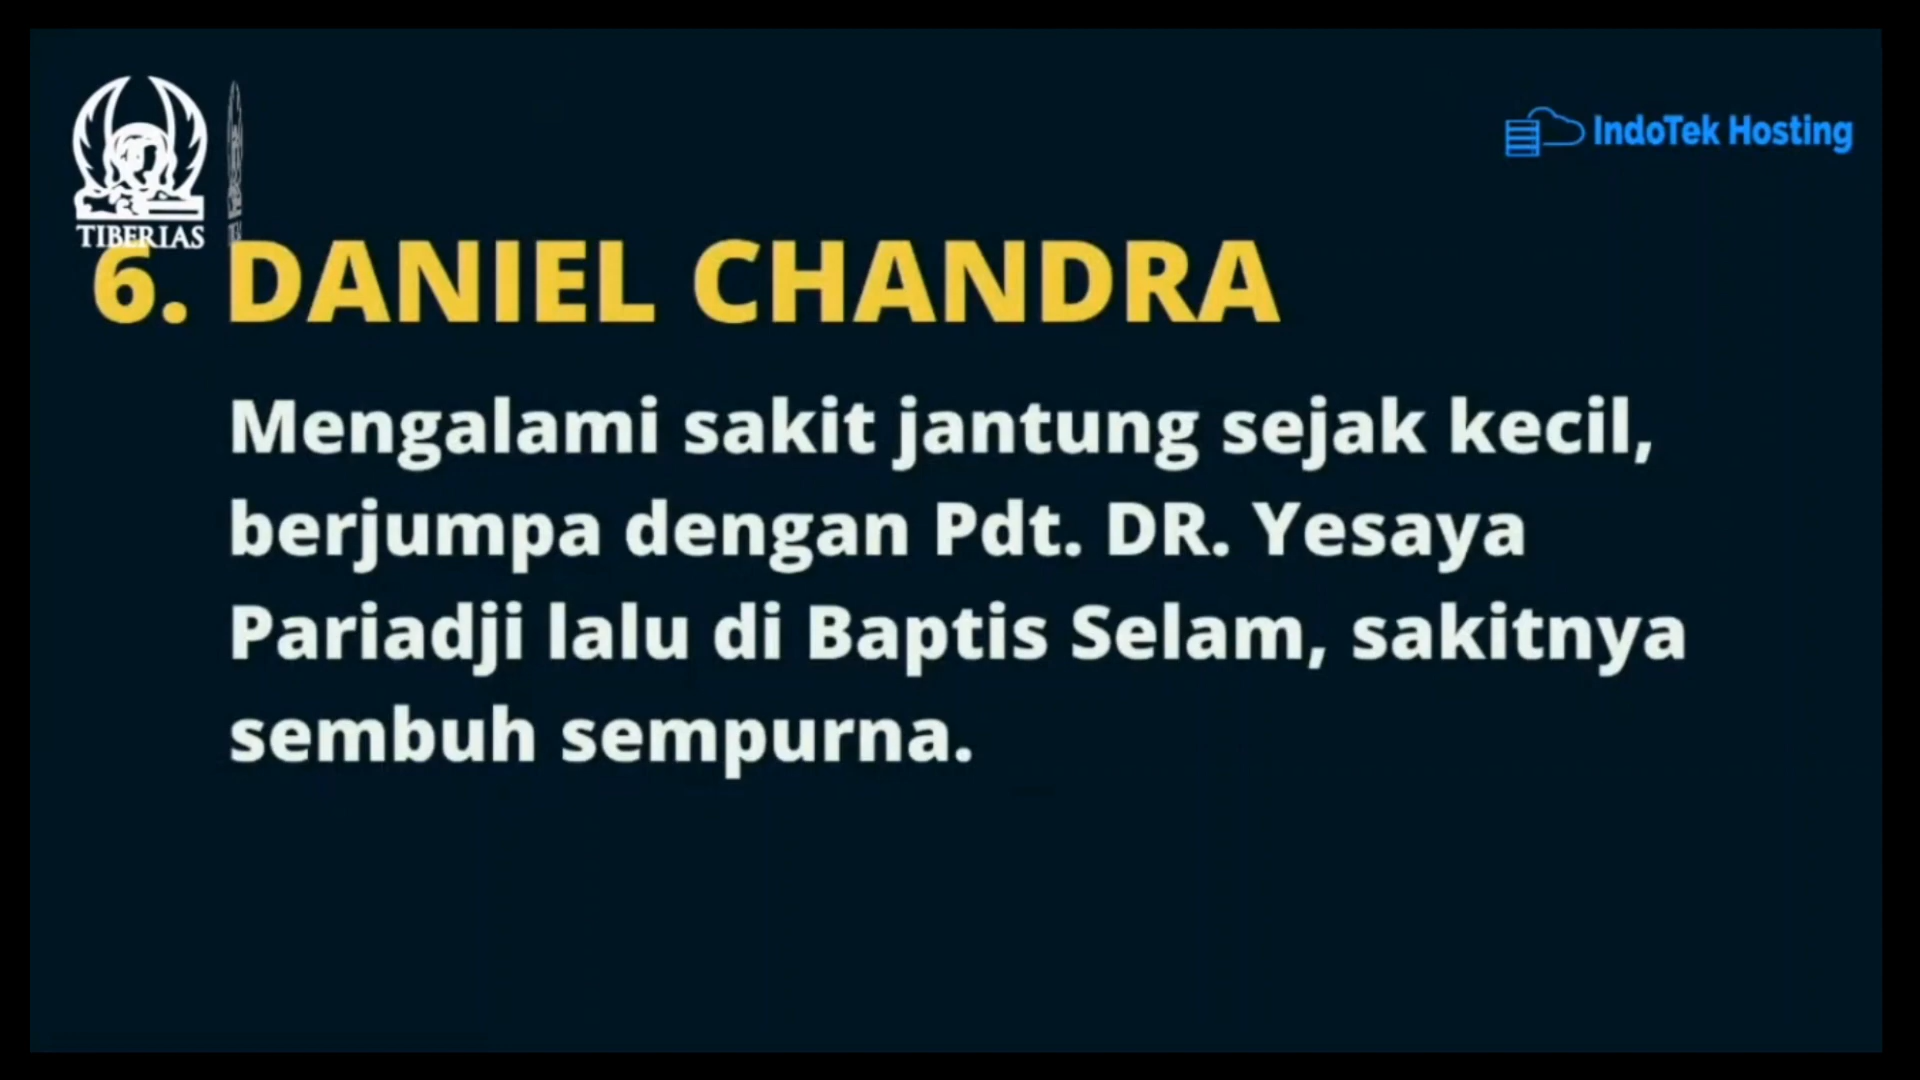 TIBERIAS
IndoTek Hosting
6. DANIEL CHANDRA
Mengalami sakit jantung sejak kecil,
berjumpa dengan Pdt. DR. Yesaya
Pariadji lalu di Baptis Selam, sakitnya
sembuh sempurna.